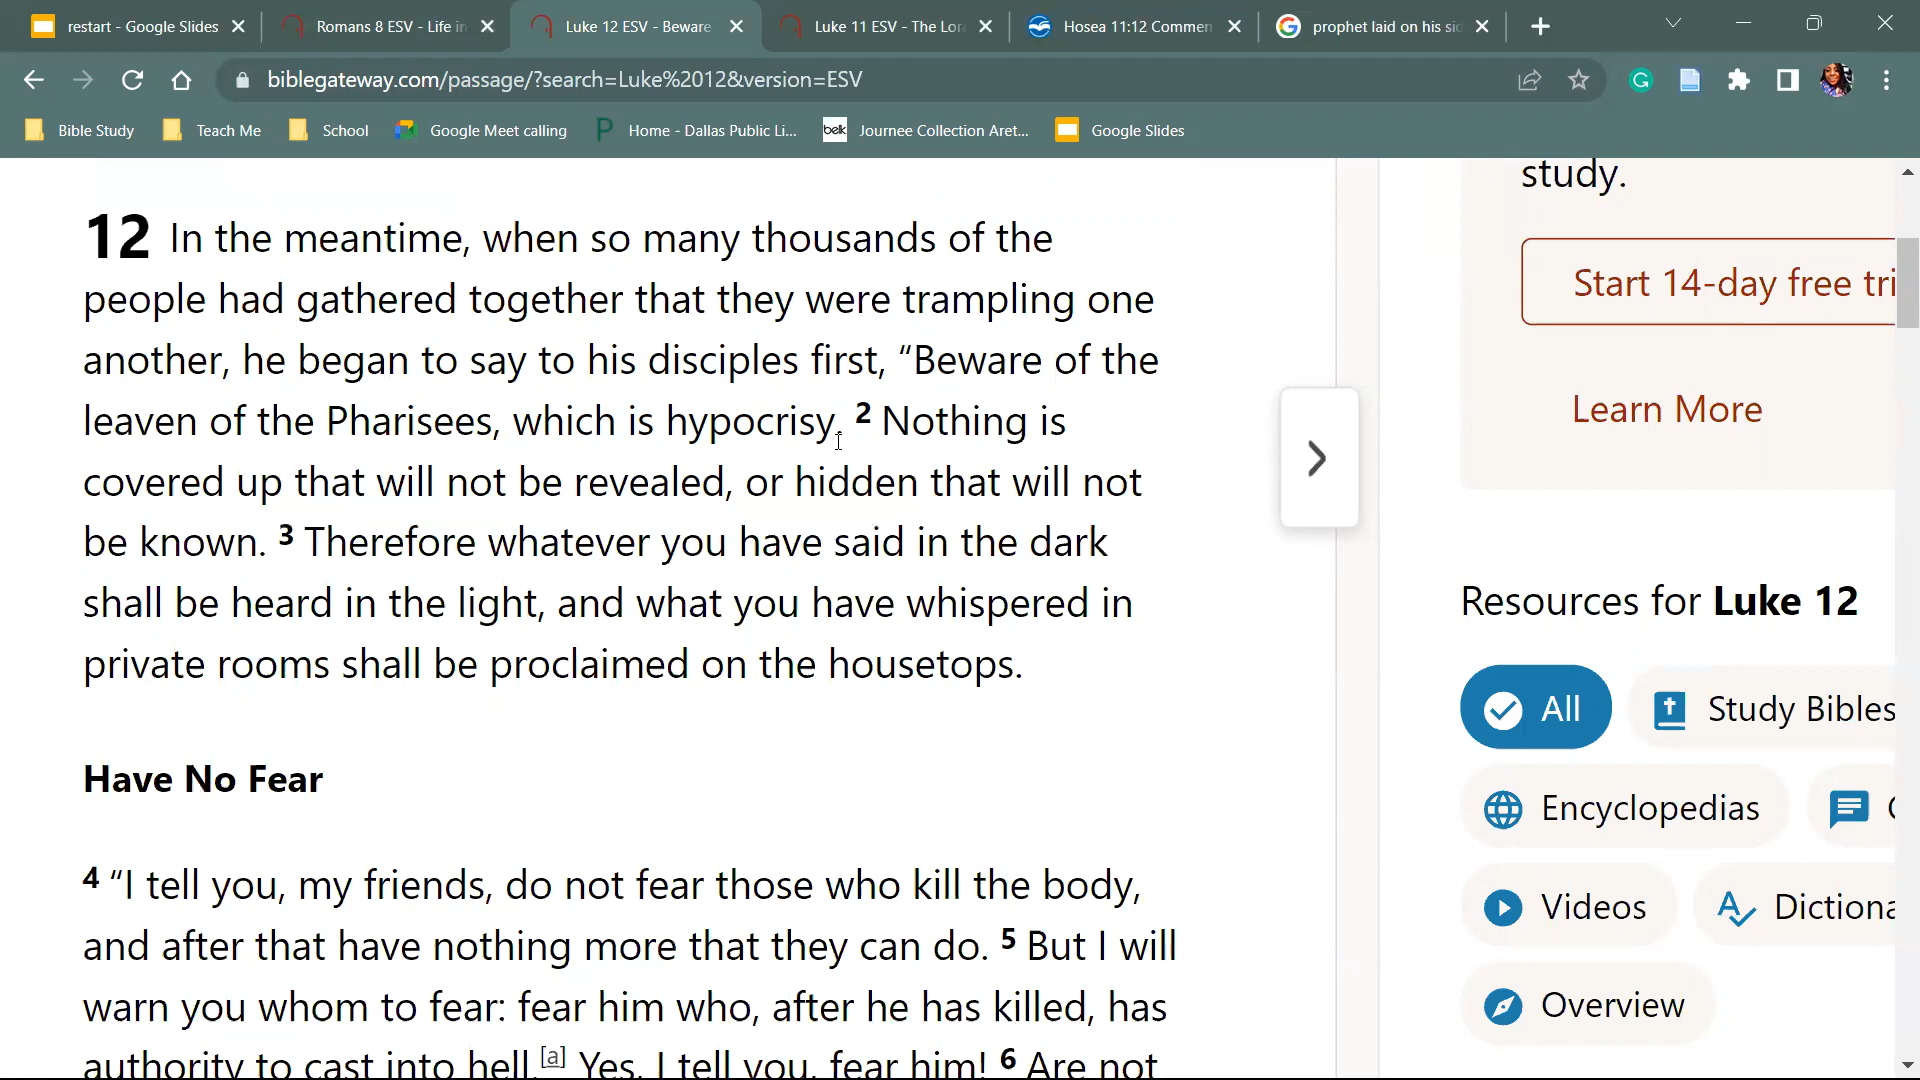 restart - Google Slides
Romans 8 ESV - Life in
Luke 12 ESV - Beware
Luke 11 ESV - The Lor
Hosea 11:12 Commen
prophet laid on his sid
biblegateway.com/passage/?search=Luke%2012&version=ESV
Bible Study
Teach Me
School
Google Meet calling
Home - Dallas Public Li...
belk
Journee Collection Aret...
Google Slides
12 In the meantime, when so many thousands of the
people had gathered together that they were trampling one
another, he began to say to his disciples first, “Beware of the
leaven of the Pharisees, which is hypocrisy. 2 Nothing is
covered up that will not be revealed, or hidden that will not
be known. 3 Therefore whatever you have said in the dark
shall be heard in the light, and what you have whispered in
private rooms shall be proclaimed on the housetops.
Have No Fear
4 “I tell you, my friends, do not fear those who kill the body,
and after that have nothing more that they can do. 5 But I will
warn you whom to fear: fear him who, after he has killed, has
authority to cast into hell.[a] Yes, I tell you, fear him! 6 Are not
study.
Start 14-day free tri
Learn More
Resources for Luke 12
All
Study Bibles
Encyclopedias
Videos
Dictiona
Overview